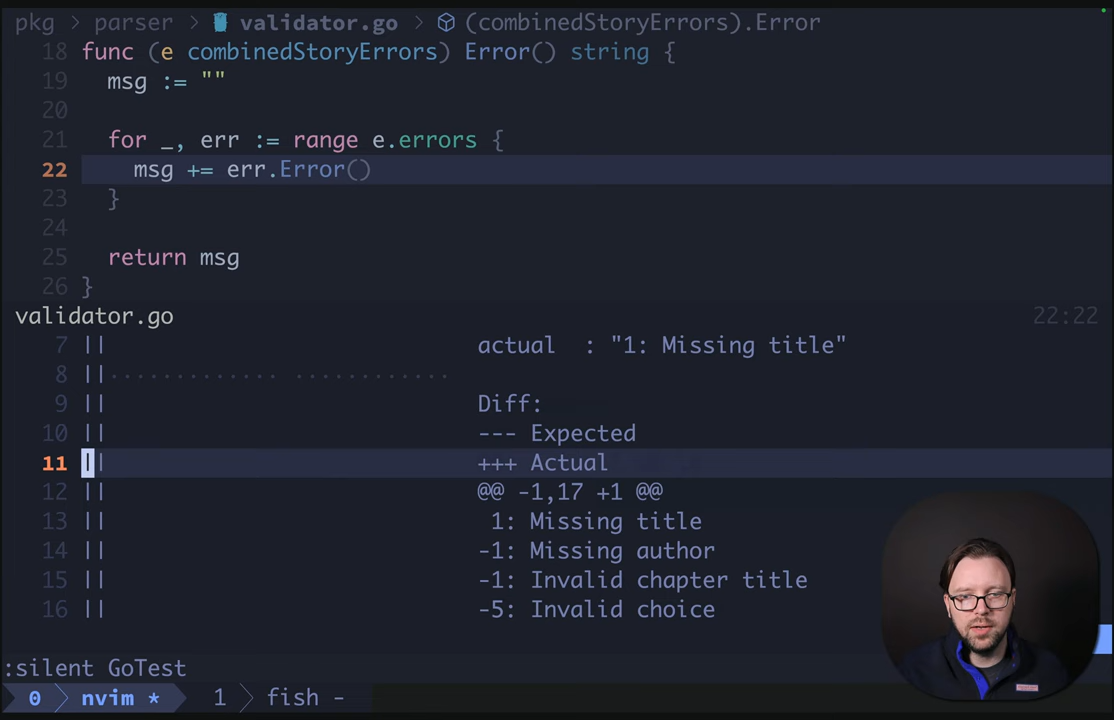 pkg > parser > validator.go > (combinedStoryErrors).Error
18 func (e combinedStoryErrors) Error() string {
19 msg := ""
20
21 for _, err := range e.errors {
22 msg += err.Error()
23 }
24
25 return msg
26 }
validator.go 22:22
7 || actual : "1: Missing title"
8 ||············· ············
9 || Diff:
10 || --- Expected
11 || +++ Actual
12 || @@ -1,17 +1 @@
13 || 1: Missing title
14 || -1: Missing author
15 || -1: Invalid chapter title
16 || -5: Invalid choice
:silent GoTest
0 nvim * 1 fish -